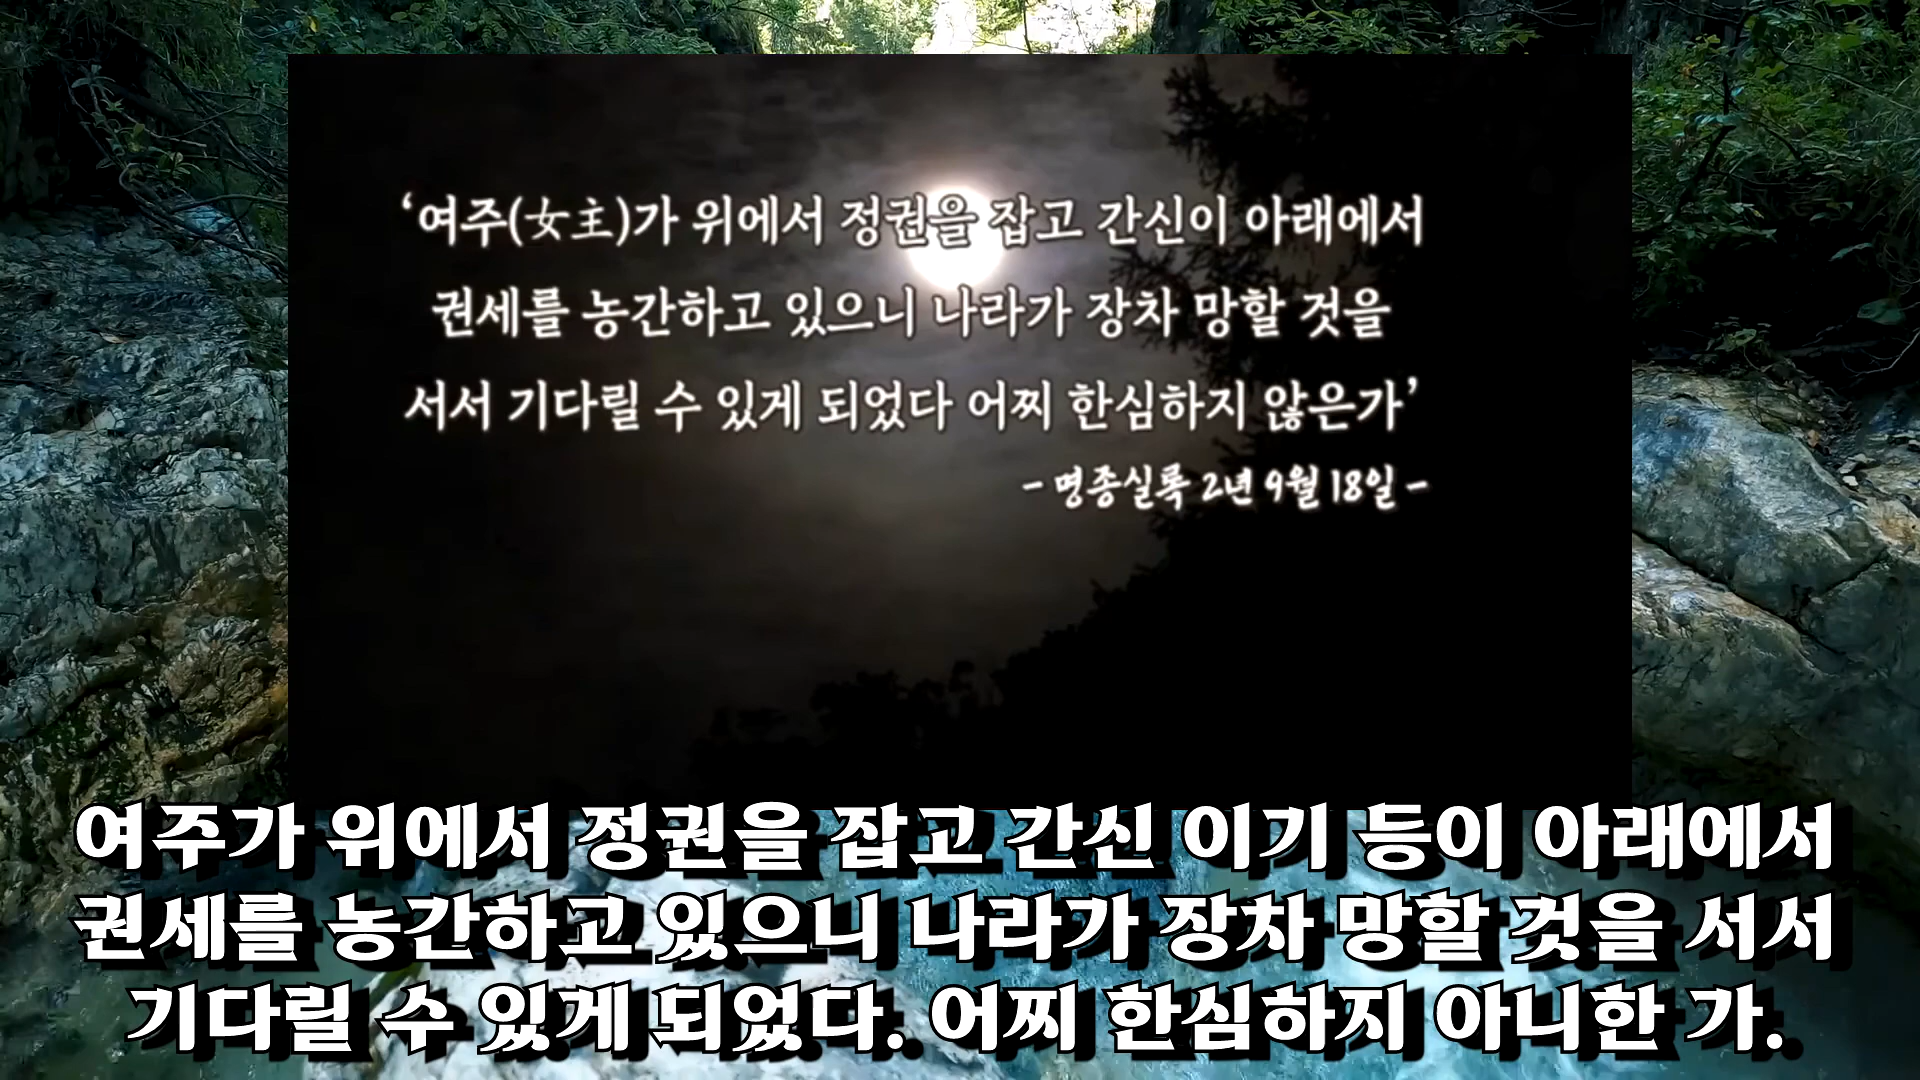 ‘여주(女主)가 위에서 정권을 잡고 간신이 아래에서
권세를 농간하고 있으니 나라가 장차 망할 것을
서서 기다릴 수 있게 되었다 어찌 한심하지 않은가’
- 명종실록 2년 9월 18일 -
여주가 위에서 정권을 잡고 간신 이기 등이 아래에서
권세를 농간하고 있으니 나라가 장차 망할 것을 서서
기다릴 수 있게 되었다. 어찌 한심하지 아니한 가.